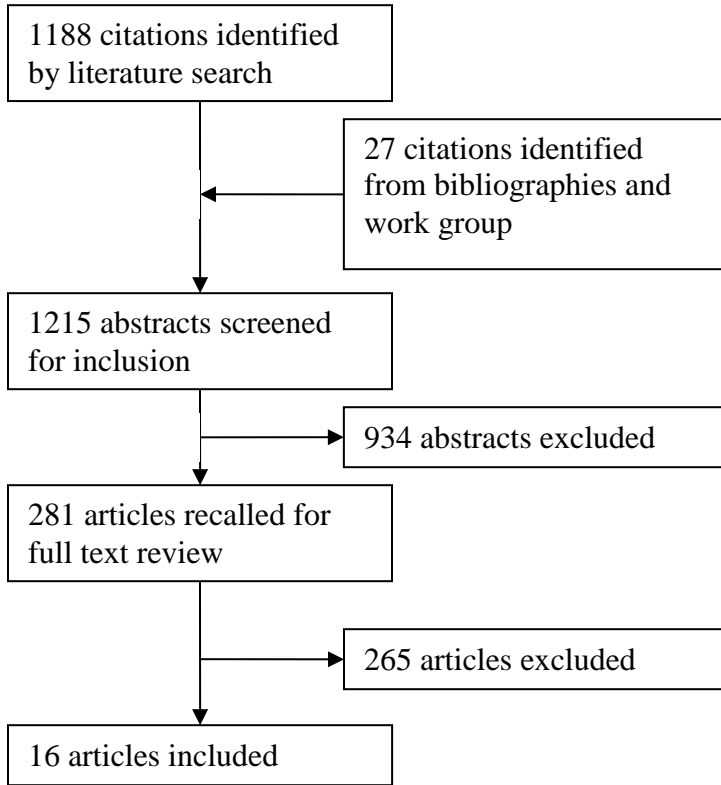 1188 citations identified
by literature search
27 citations identified
from bibliographies and
work group
1215 abstracts screened
for inclusion
934 abstracts excluded
281 articles recalled for
full text review
265 articles excluded
16 articles included